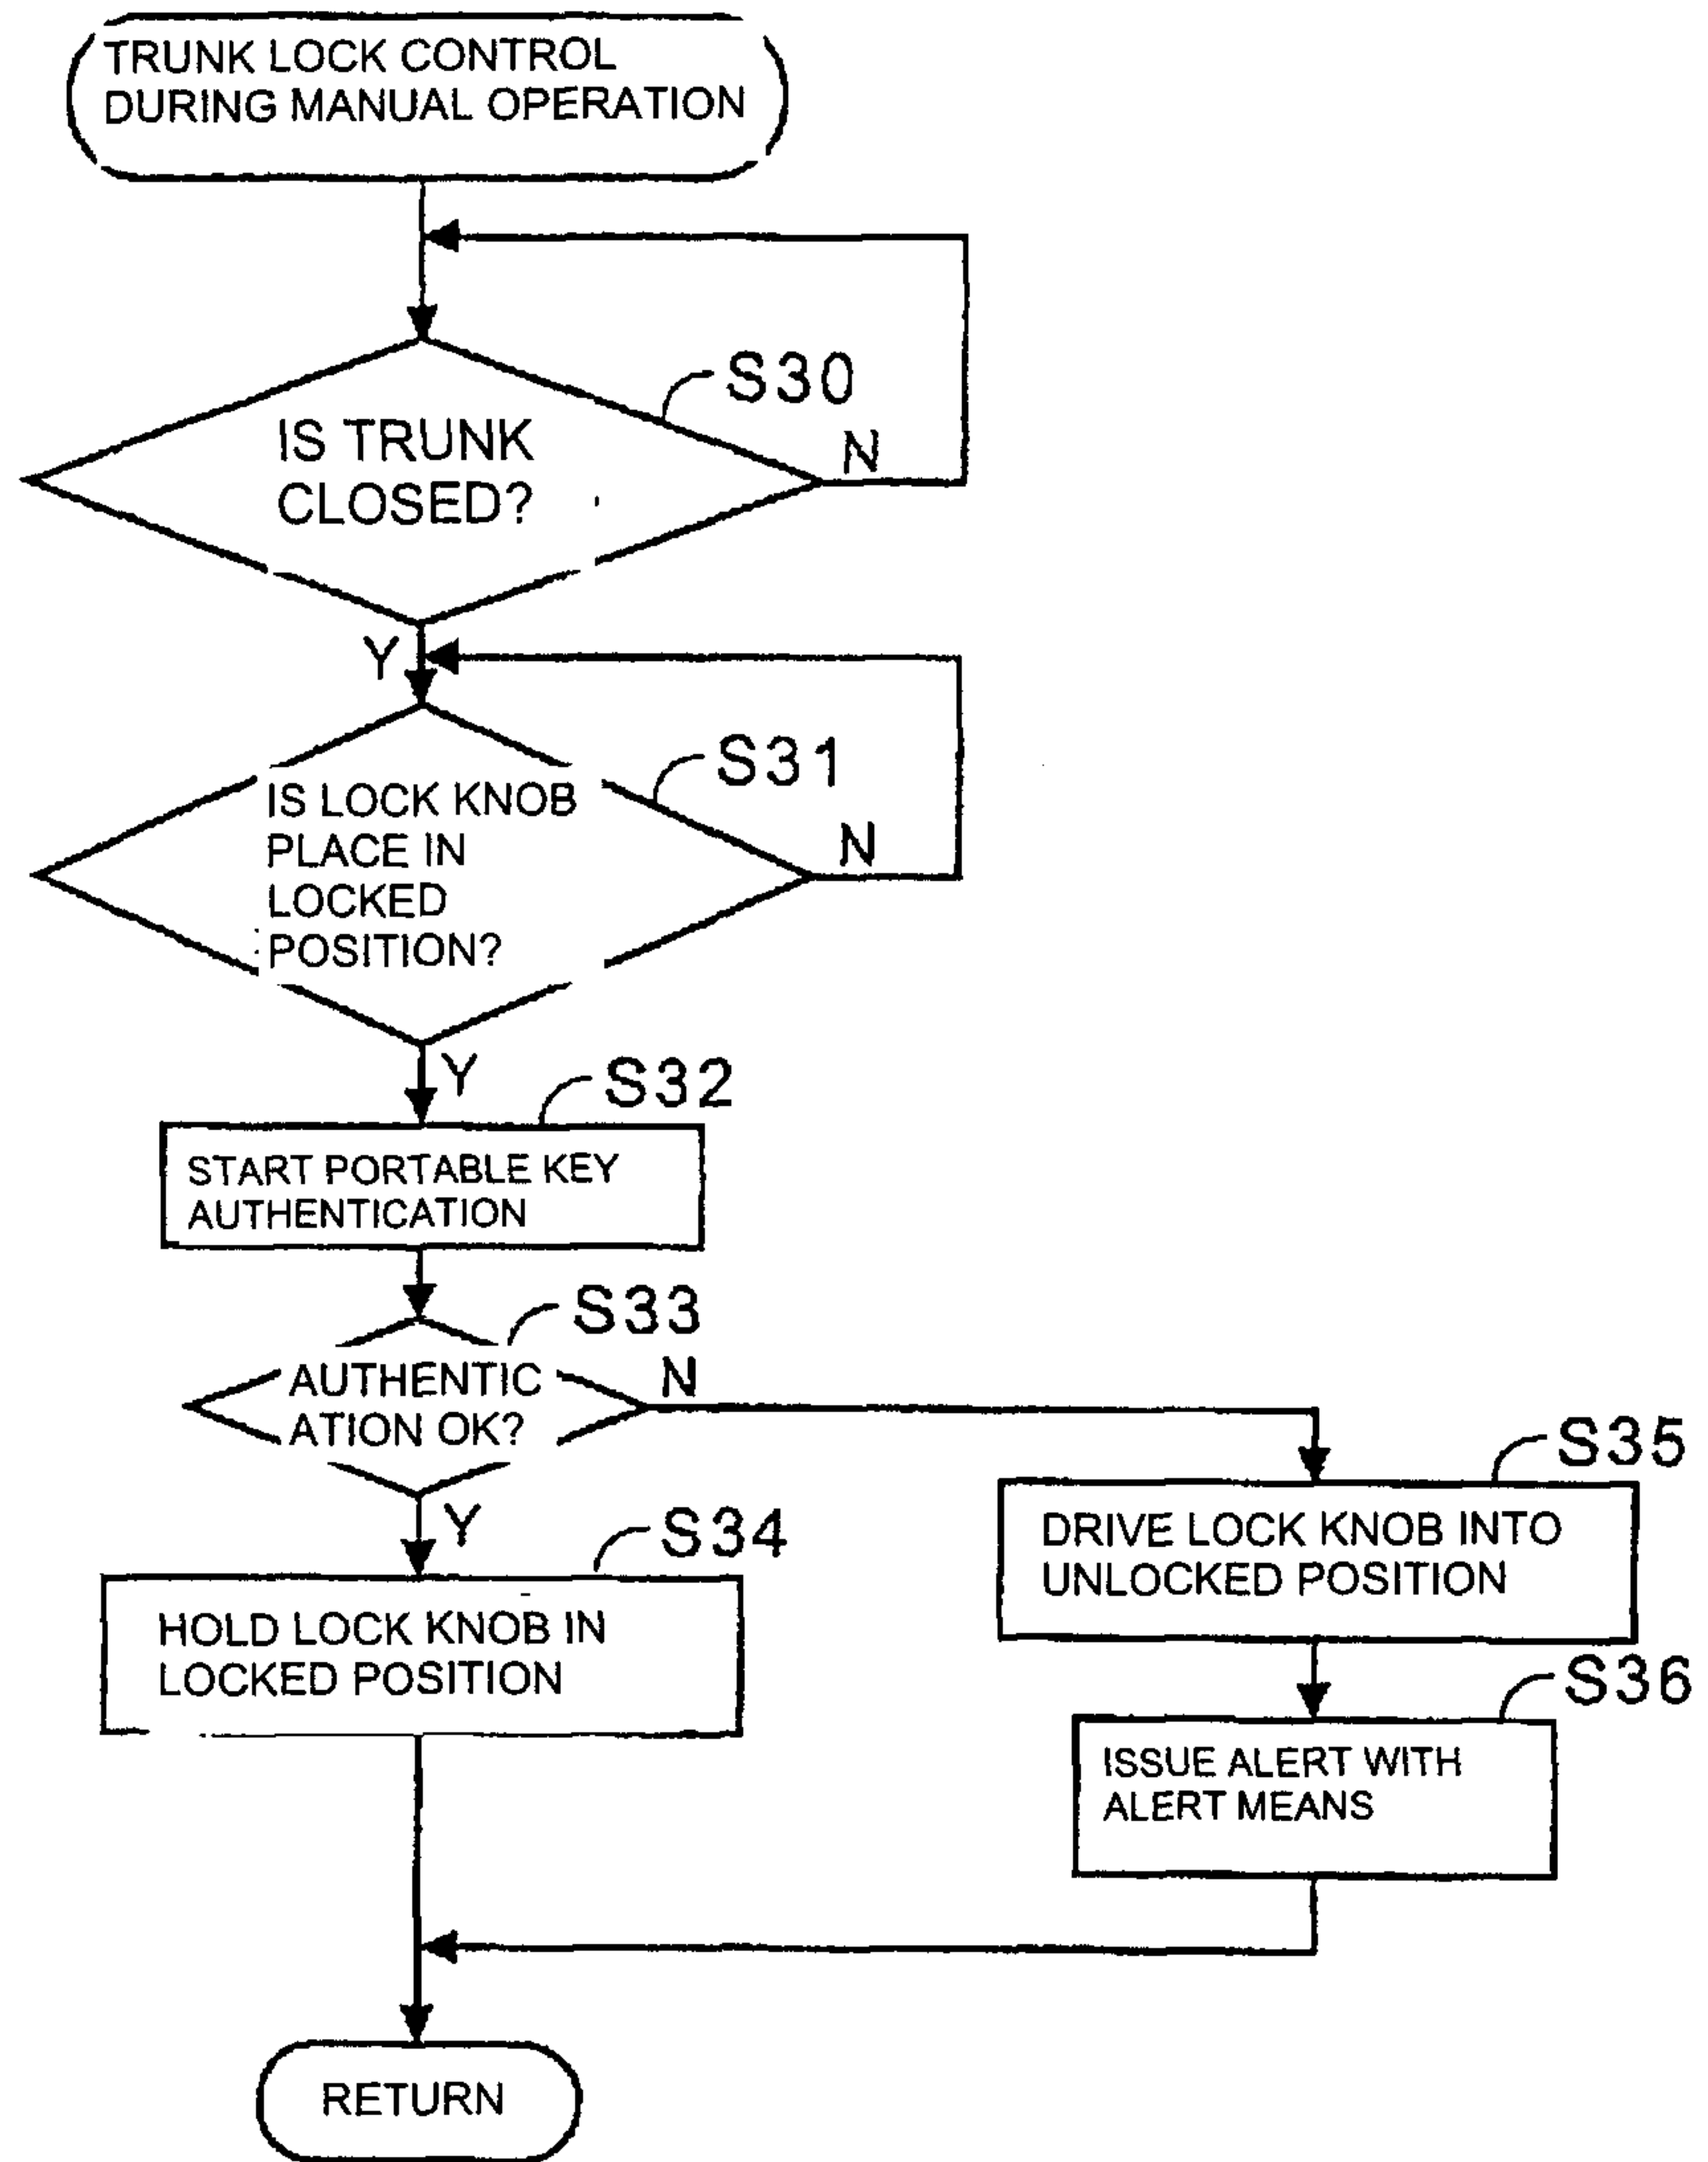 TRUNK LOCK CONTROL
DURING MANUAL OPERATION
S30
IS TRUNK
CLOSED?
N
Y
S31
IS LOCK KNOB
PLACE IN
LOCKED
POSITION?
N
Y
S32
START PORTABLE KEY
AUTHENTICATION
S33
AUTHENTIC
ATION OK?
N
Y
S34
HOLD LOCK KNOB IN
LOCKED POSITION
S35
DRIVE LOCK KNOB INTO
UNLOCKED POSITION
S36
ISSUE ALERT WITH
ALERT MEANS
RETURN